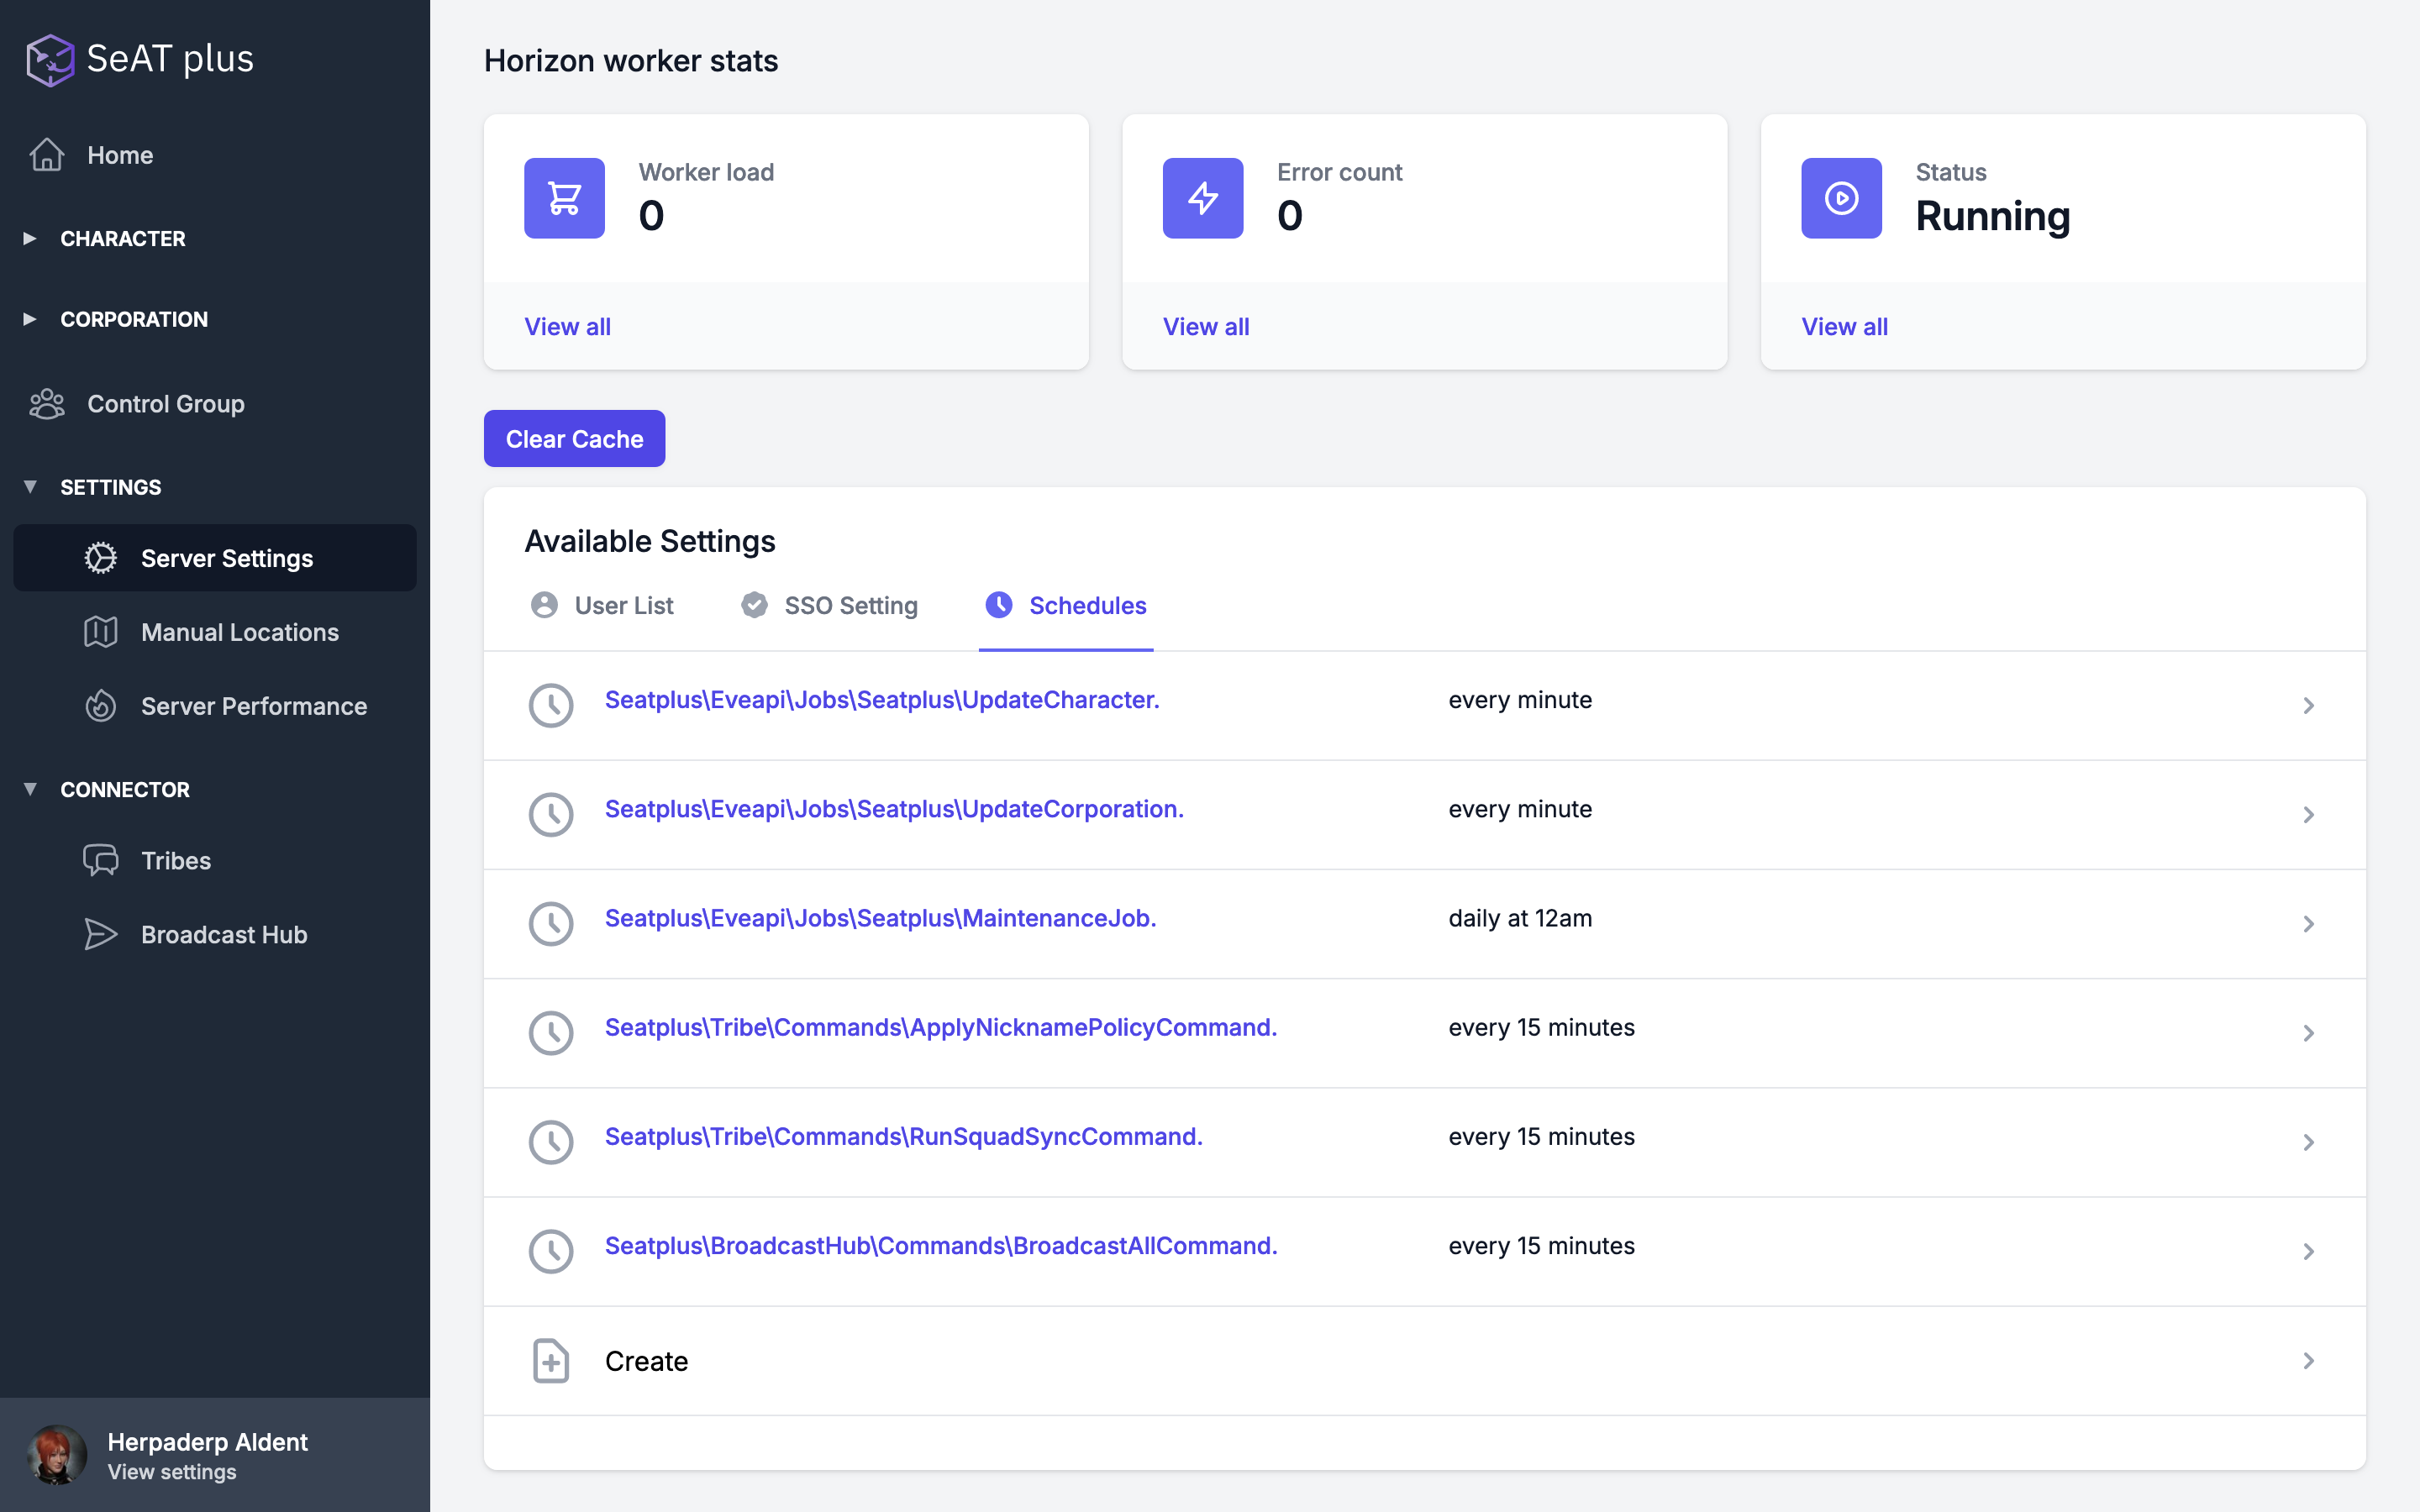 SeAT plus
Home
CHARACTER
CORPORATION
Control Group
SETTINGS
Server Settings
Manual Locations
Server Performance
CONNECTOR
Tribes
Broadcast Hub
Herpaderp Aldent
View settings
Horizon worker stats
Worker load
0
View all
Error count
0
View all
Status
Running
View all
Clear Cache
Available Settings
User List
SSO Setting
Schedules
Seatplus\Eveapi\Jobs\Seatplus\UpdateCharacter. every minute
Seatplus\Eveapi\Jobs\Seatplus\UpdateCorporation. every minute
Seatplus\Eveapi\Jobs\Seatplus\MaintenanceJob. daily at 12am
Seatplus\Tribe\Commands\ApplyNicknamePolicyCommand. every 15 minutes
Seatplus\Tribe\Commands\RunSquadSyncCommand. every 15 minutes
Seatplus\BroadcastHub\Commands\BroadcastAllCommand. every 15 minutes
Create